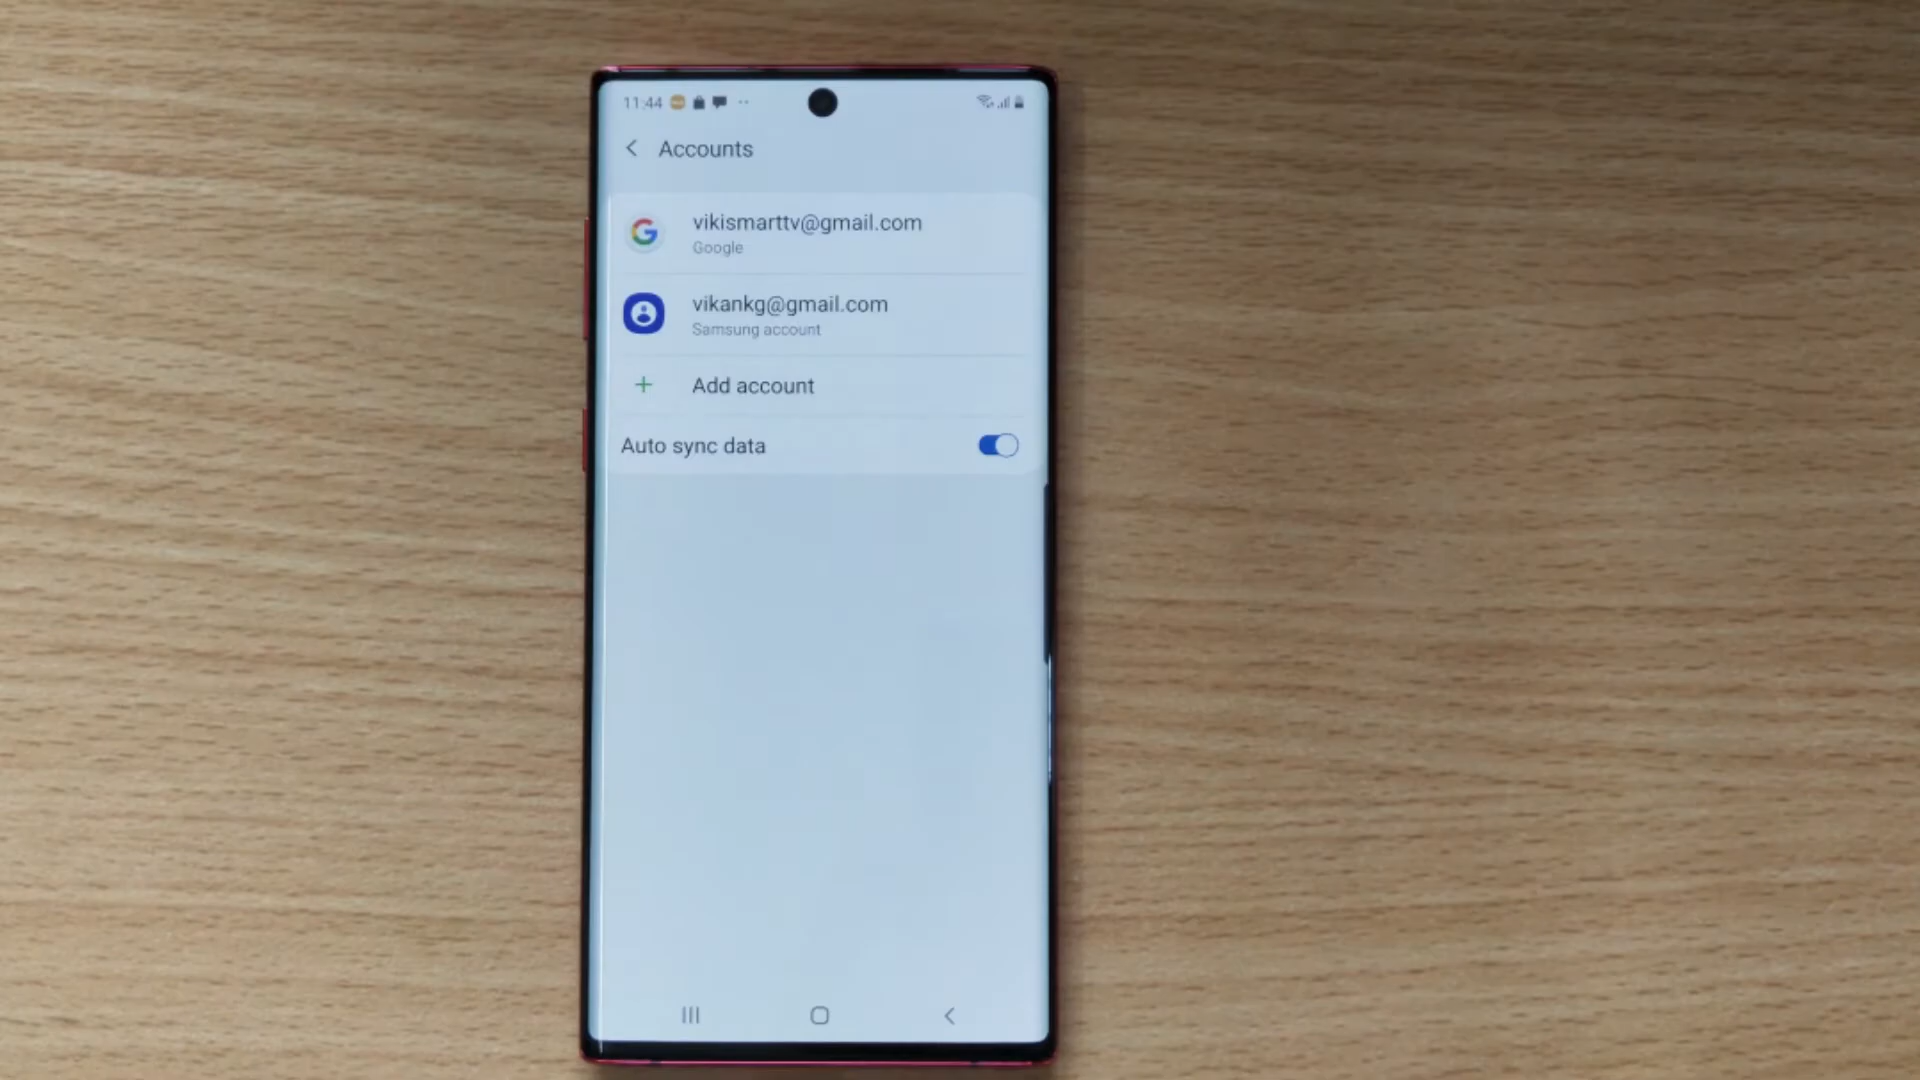 11:44
Accounts
vikismarttv@gmail.com
Google
vikankg@gmail.com
Samsung account
Add account
Auto sync data